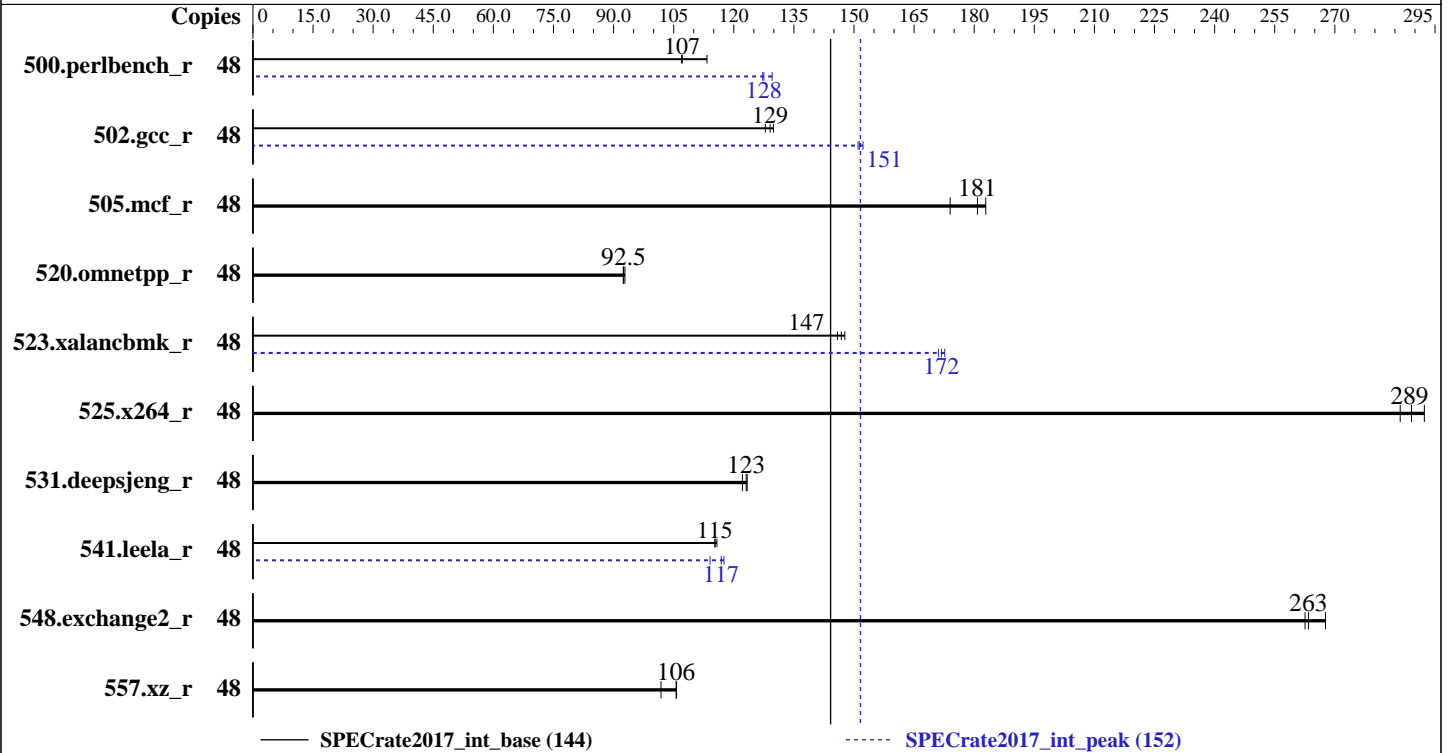 Copies 0 15.0 30.0 45.0 60.0 75.0 90.0 105 120 135 150 165 180 195 210 225 240 255 270 295
500.perlbench_r 48 107
128
502.gcc_r 48 129
151
505.mcf_r 48 181
520.omnetpp_r 48 92.5
523.xalancbmk_r 48 147
172
525.x264_r 48 289
531.deepsjeng_r 48 123
541.leela_r 48 115
117
548.exchange2_r 48 263
557.xz_r 48 106
SPECrate2017_int_base (144) SPECrate2017_int_peak (152)